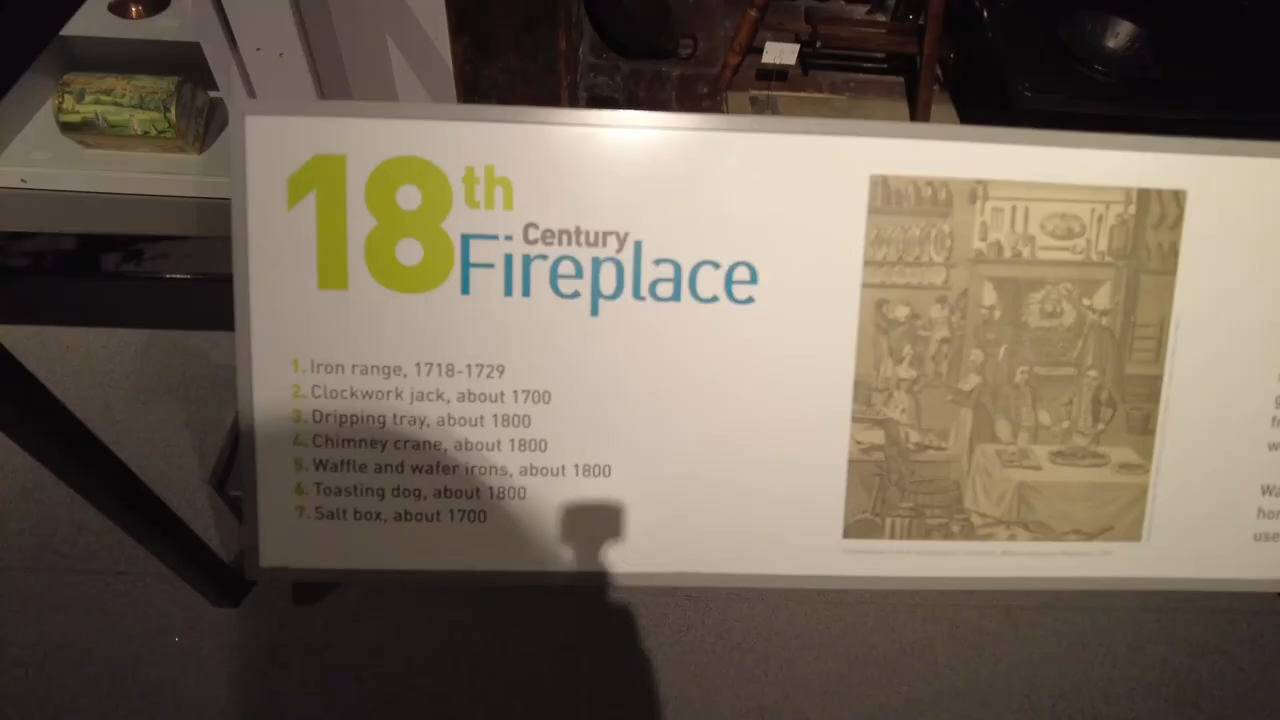 18th
Century
Fireplace
1. Iron range, 1718-1729
2. Clockwork jack, about 1700
3. Dripping tray, about 1800
4. Chimney crane, about 1800
5. Waffle and wafer irons, about 1800
6. Toasting dog, about 1800
7. Salt box, about 1700